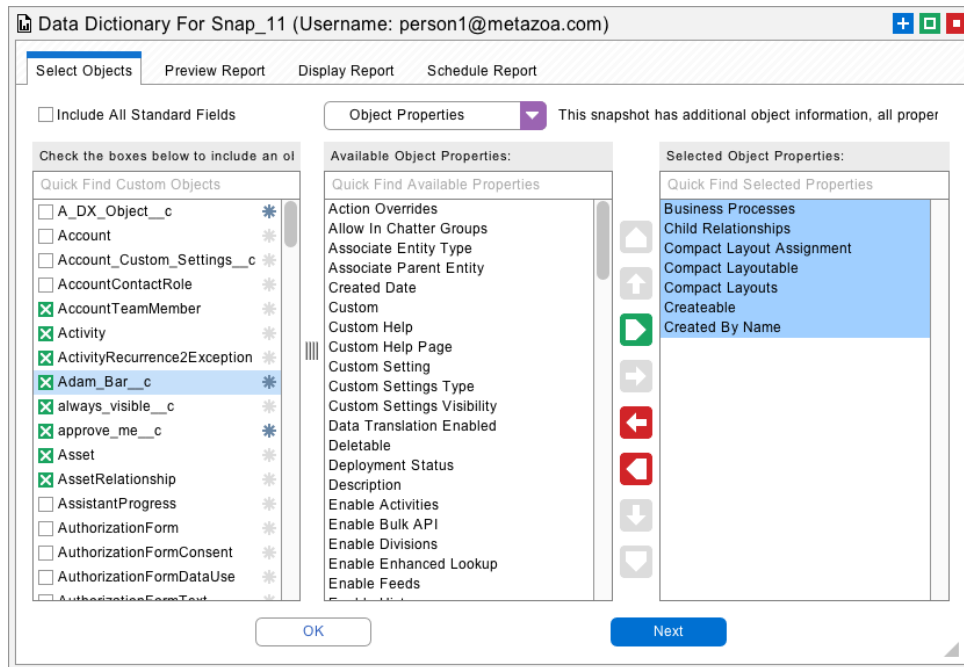 Data Dictionary For Snap_11 (Username: person1@metazoa.com)
Select Objects
Preview Report
Display Report
Schedule Report
Include All Standard Fields
Object Properties
This snapshot has additional object information, all proper
Check the boxes below to include an ol
Quick Find Custom Objects
A_DX_Object__c
Account
Account_Custom_Settings__c
AccountContactRole
AccountTeamMember
Activity
ActivityRecurrence2Exception
Adam_Bar__c
always_visible__c
approve_me__c
Asset
AssetRelationship
AssistantProgress
AuthorizationForm
AuthorizationFormConsent
AuthorizationFormDataUse
AuthorizationFormText
Available Object Properties:
Quick Find Available Properties
Action Overrides
Allow In Chatter Groups
Associate Entity Type
Associate Parent Entity
Created Date
Custom
Custom Help
Custom Help Page
Custom Setting
Custom Settings Type
Custom Settings Visibility
Data Translation Enabled
Deletable
Deployment Status
Description
Enable Activities
Enable Bulk API
Enable Divisions
Enable Enhanced Lookup
Enable Feeds
Selected Object Properties:
Quick Find Selected Properties
Business Processes
Child Relationships
Compact Layout Assignment
Compact Layoutable
Compact Layouts
Createable
Created By Name
OK
Next